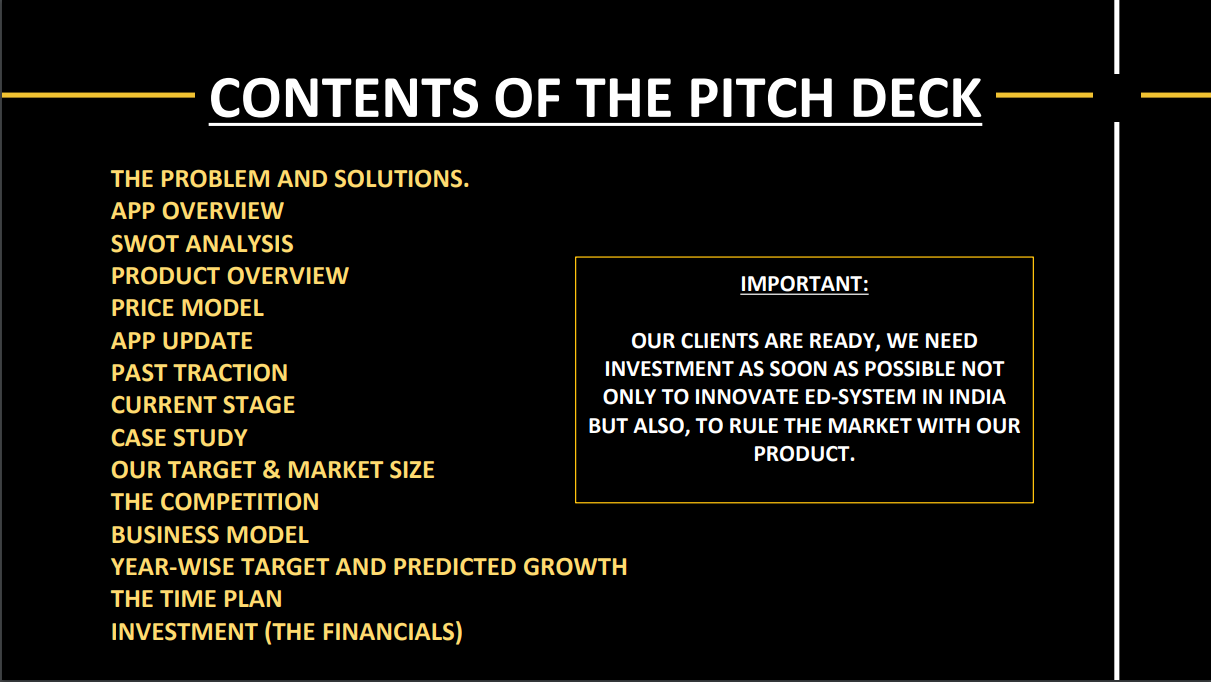 CONTENTS OF THE PITCH DECK
THE PROBLEM AND SOLUTIONS.
APP OVERVIEW
SWOT ANALYSIS
PRODUCT OVERVIEW
PRICE MODEL
APP UPDATE
PAST TRACTION
CURRENT STAGE
CASE STUDY
OUR TARGET & MARKET SIZE
THE COMPETITION
BUSINESS MODEL
YEAR-WISE TARGET AND PREDICTED GROWTH
THE TIME PLAN
INVESTMENT (THE FINANCIALS)
IMPORTANT:
OUR CLIENTS ARE READY, WE NEED
INVESTMENT AS SOON AS POSSIBLE NOT
ONLY TO INNOVATE ED-SYSTEM IN INDIA
BUT ALSO, TO RULE THE MARKET WITH OUR
PRODUCT.